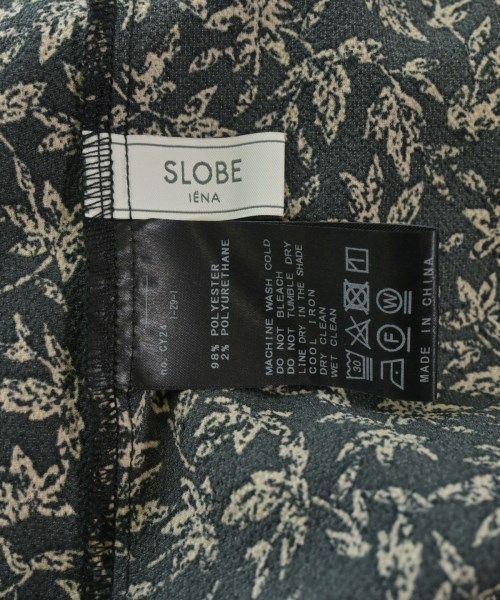 SLOBE
IÉNA
98% POLYESTER
2% POLYURETHANE
MACHINE WASH COLD
DO NOT BLEACH
DO NOT TUMBLE DRY
LINE DRY IN THE SHADE
COOL IRON
DRY CLEAN
WET CLEAN
30
W
MADE IN CHINA